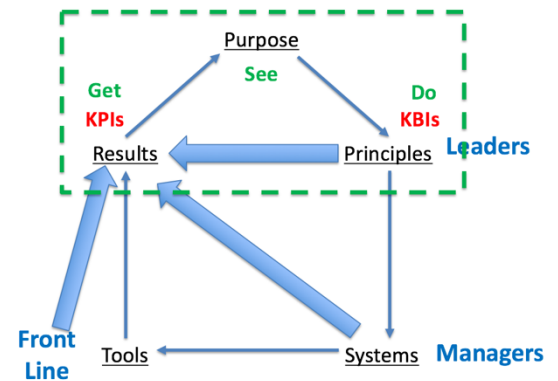 Purpose
See
Get
Do
KPIs
KBIs
Results
Principles
Leaders
Front
Line
Tools
Systems
Managers